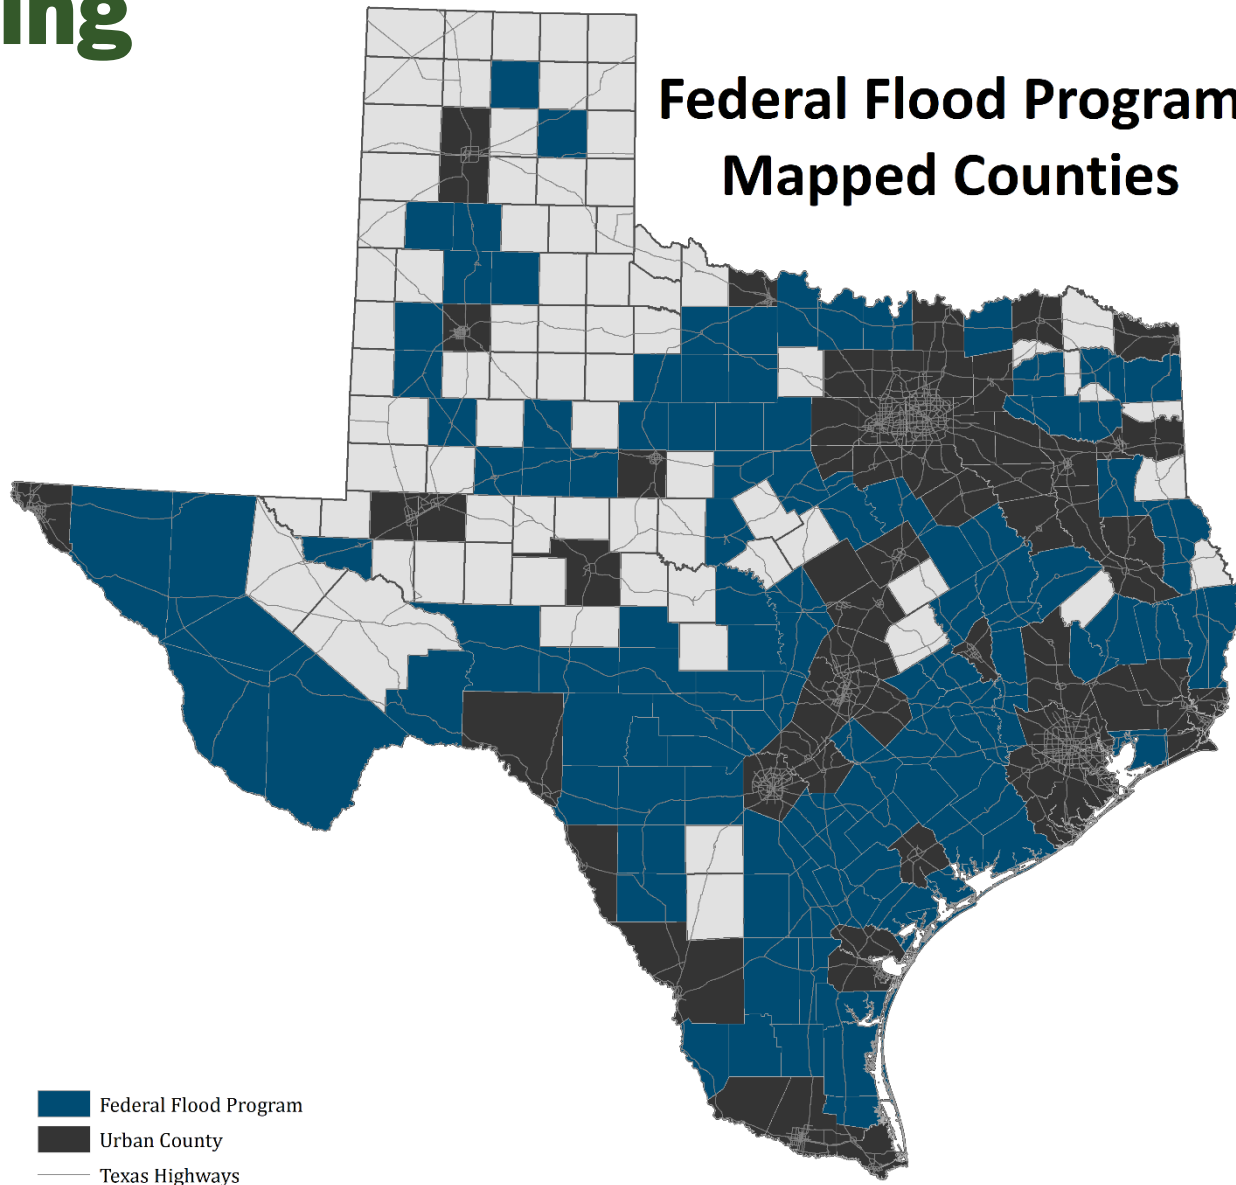 ing
Federal Flood Program
Mapped Counties
Federal Flood Program
Urban County
Texas Highways